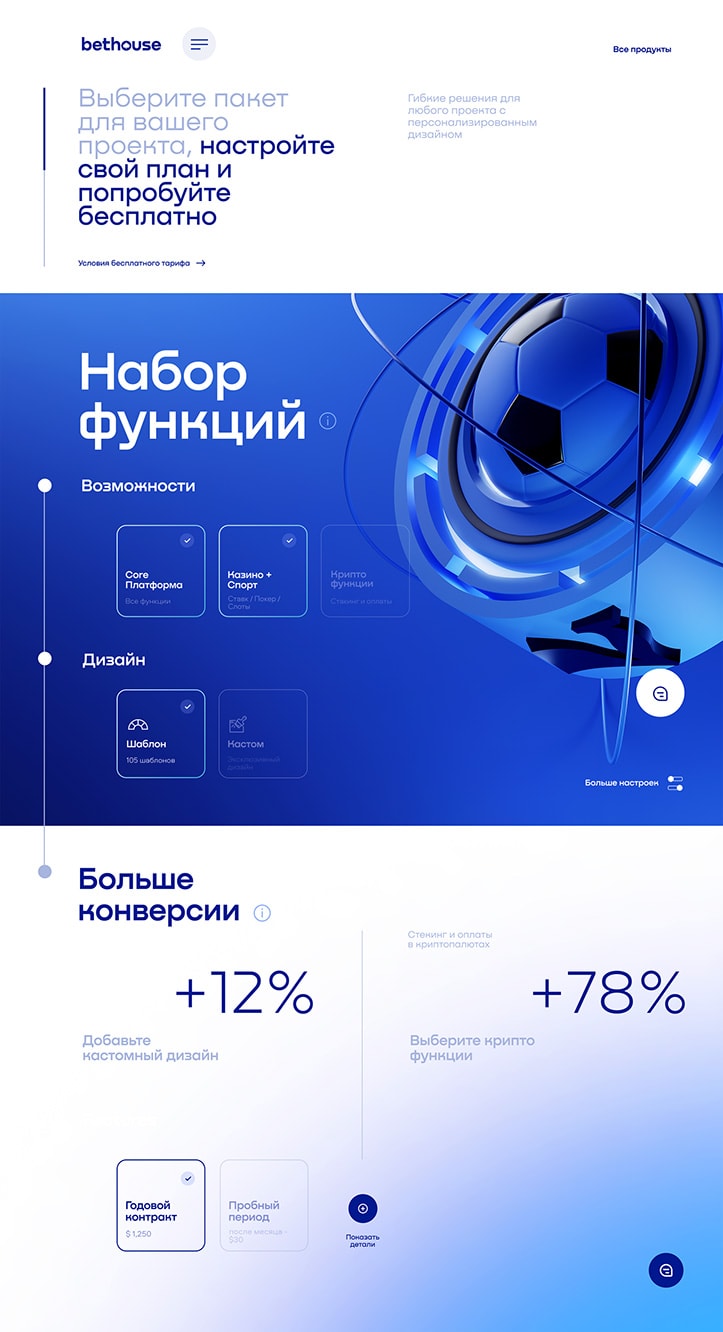 bethouse
Все продукты
Выберите пакет
для вашего
проекта, настройте
свой план и
попробуйте
бесплатно
Гибкие решения для
любого проекта с
персонализированным
дизайном
Условия бесплатного тарифа
Набор
функций
Возможности
Core
Платформа
Все функции
Казино +
Спорт
Ставк / Покер /
Слоты
Крипто
функции
Стекинг и оплаты
Дизайн
Шаблон
105 шаблонов
Кастом
Эксклюзивный
дизайн
Больше настроек
Больше
конверсии
+12%
Добавьте
кастомный дизайн
Стекинг и оплаты
в криптопалютах
+78%
Выберите крипто
функции
Годовой
контракт
$ 1,250
Пробный
период
после месяца -
$30
Показать
детали